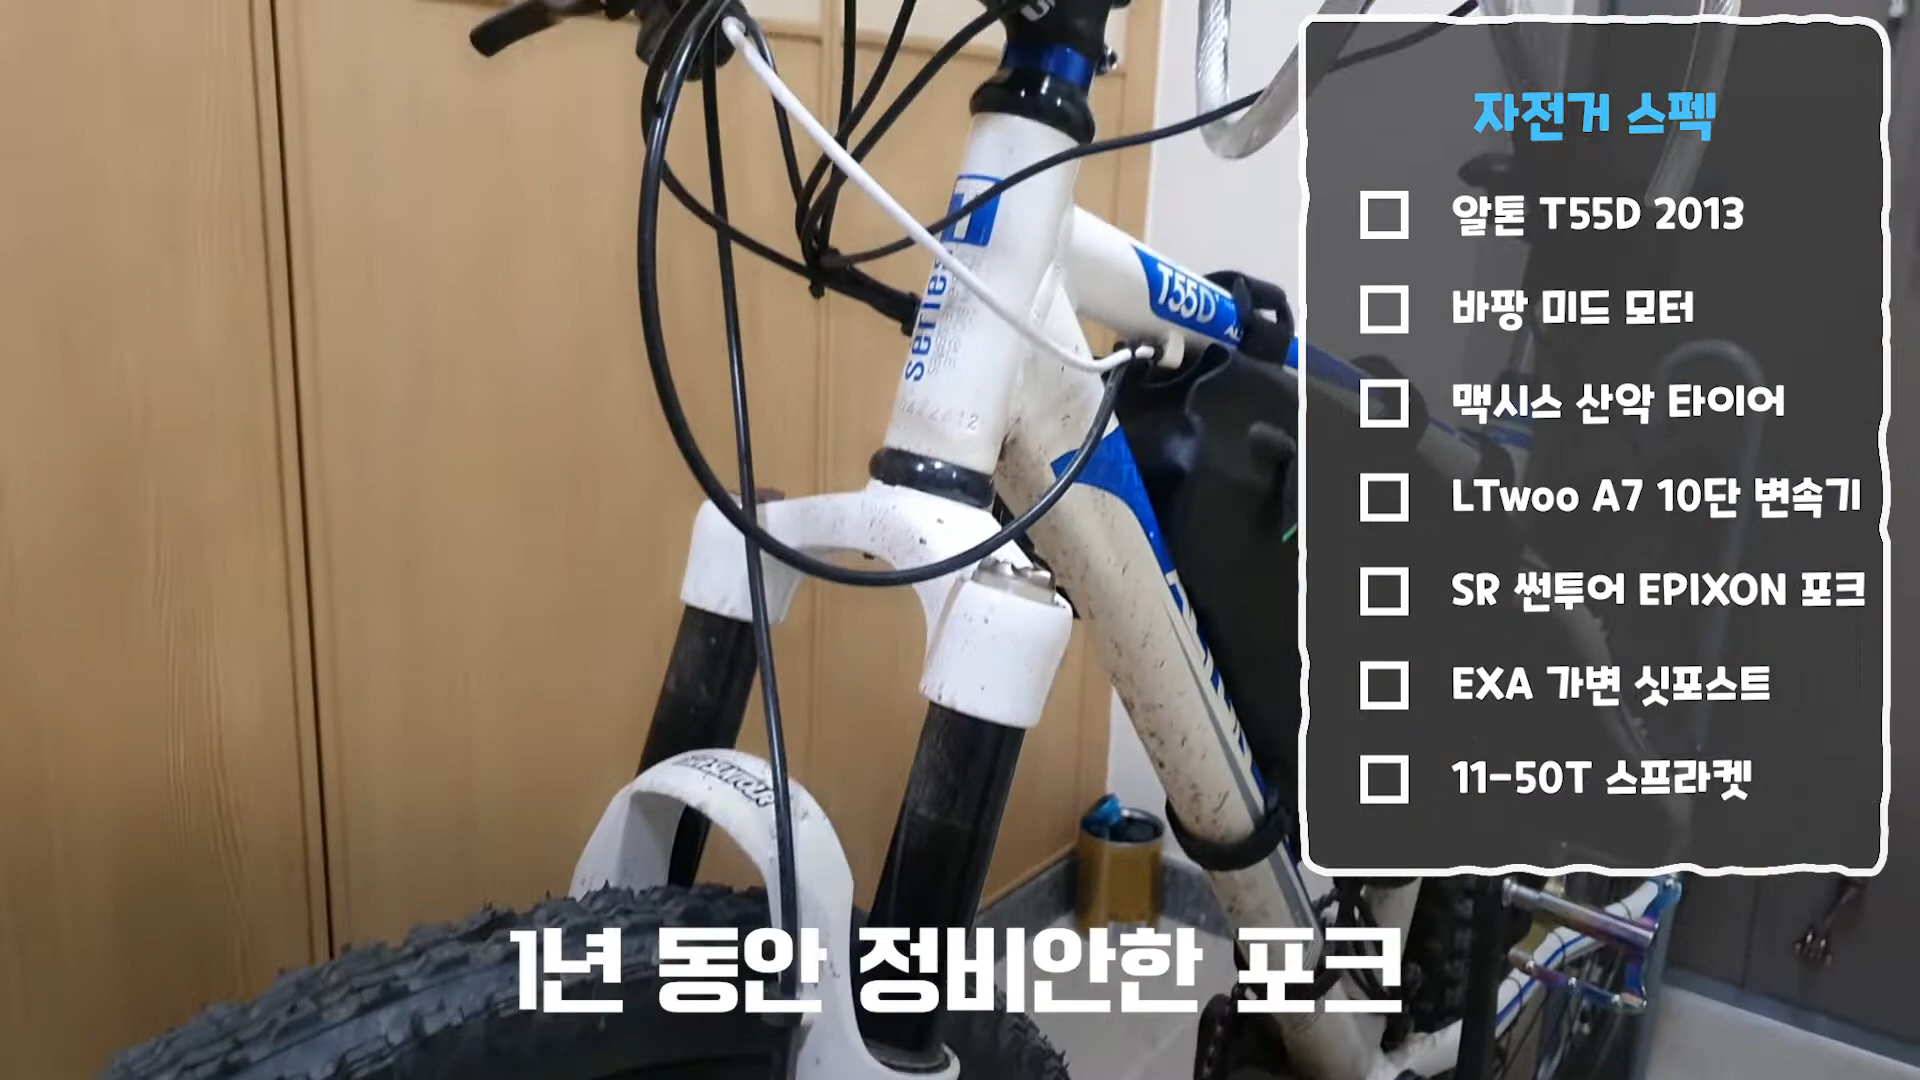 자전거 스펙
알톤 T55D 2013
바팡 미드 모터
맥시스 산악 타이어
LTwoo A7 10단 변속기
SR 썬투어 EPIXON 포크
EXA 가변 싯포스트
11-50T 스프라켓
series
T55D
1년 동안 정비안한 포크